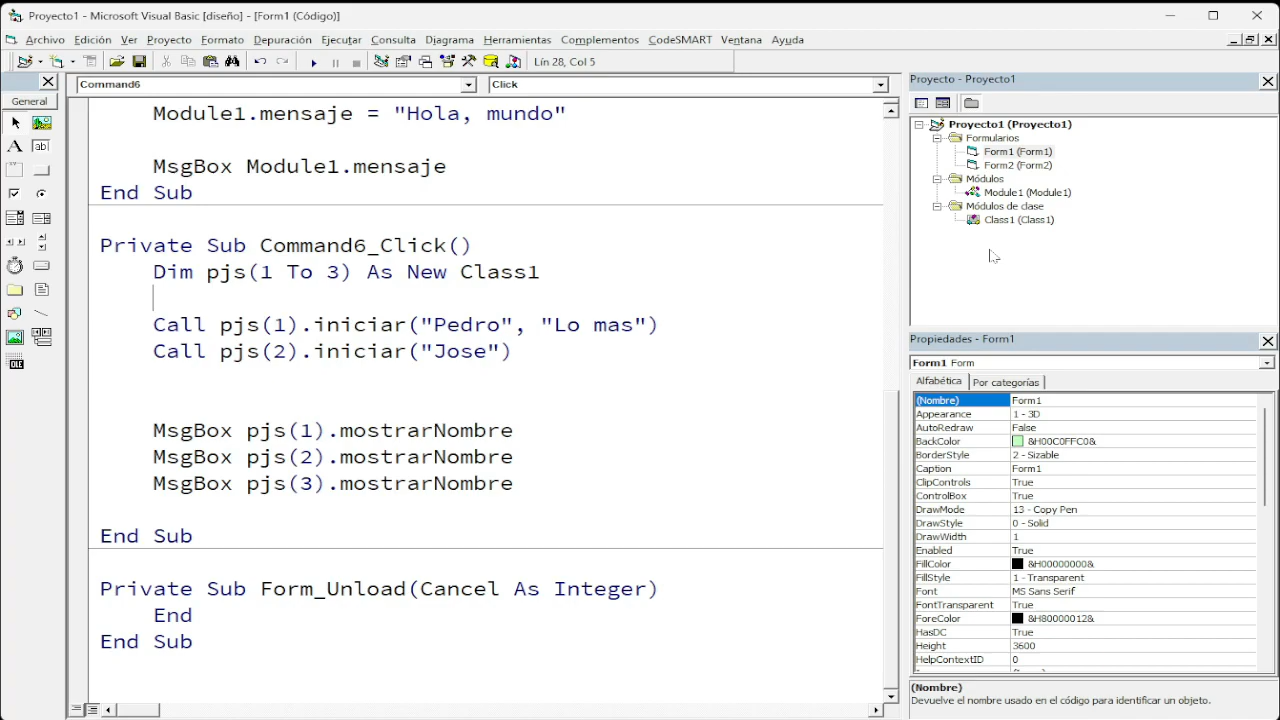 Proyecto1 - Microsoft Visual Basic [diseño] - [Form1 (Código)]
Archivo Edición Ver Proyecto Formato Depuración Ejecutar Consulta Diagrama Herramientas Complementos CodeSMART Ventana Ayuda
Lín 28, Col 5
General
Command6
Click
Module1.mensaje = "Hola, mundo"
MsgBox Module1.mensaje
End Sub
Private Sub Command6_Click()
Dim pjs(1 To 3) As New Class1
Call pjs(1).iniciar("Pedro", "Lo mas")
Call pjs(2).iniciar("Jose")
MsgBox pjs(1).mostrarNombre
MsgBox pjs(2).mostrarNombre
MsgBox pjs(3).mostrarNombre
End Sub
Private Sub Form_Unload(Cancel As Integer)
End
End Sub
Proyecto - Proyecto1
Proyecto1 (Proyecto1)
Formularios
Form1 (Form1)
Form2 (Form2)
Módulos
Module1 (Module1)
Módulos de clase
Class1 (Class1)
Propiedades - Form1
Form1 Form
Alfabética Por categorías
(Nombre) Form1
Appearance 1 - 3D
AutoRedraw False
BackColor &H00C0FFC0&
BorderStyle 2 - Sizable
Caption Form1
ClipControls True
ControlBox True
DrawMode 13 - Copy Pen
DrawStyle 0 - Solid
DrawWidth 1
Enabled True
FillColor &H00000000&
FillStyle 1 - Transparent
Font MS Sans Serif
FontTransparent True
ForeColor &H80000012&
HasDC True
Height 3600
HelpContextID 0
(Nombre)
Devuelve el nombre usado en el código para identificar un objeto.